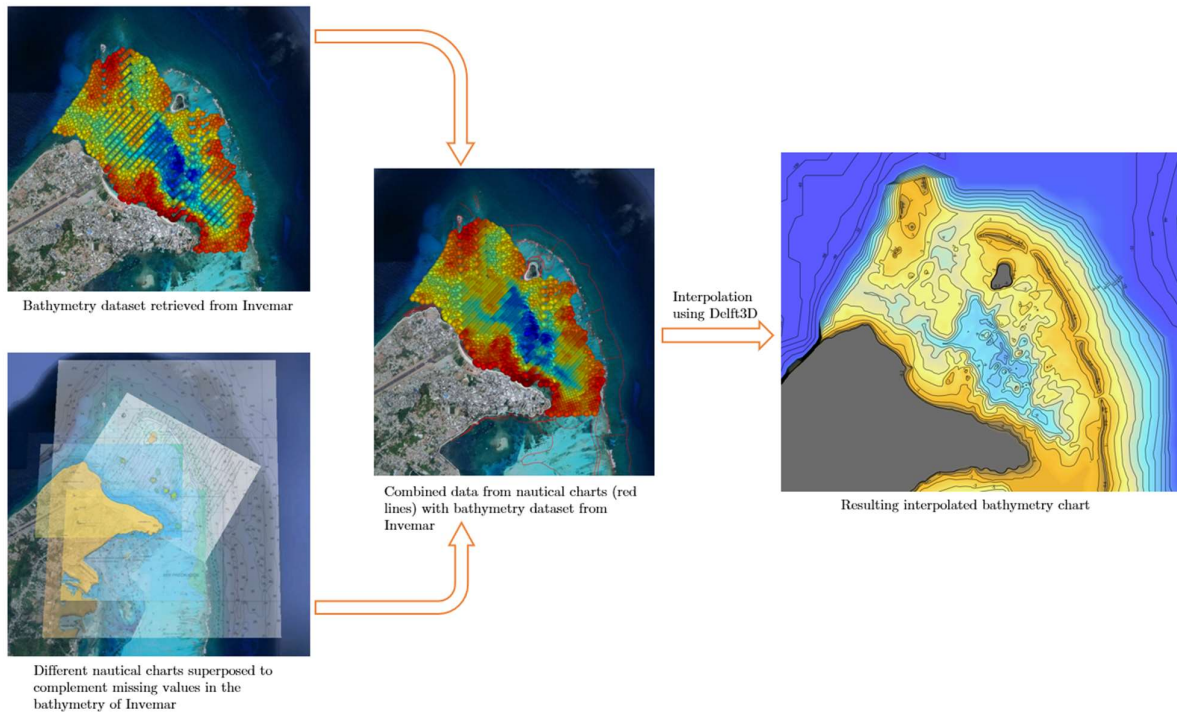 Bathymetry dataset retrieved from Invemar
Different nautical charts superposed to
complement missing values in the
bathymetry of Invemar
Combined data from nautical charts (red
lines) with bathymetry dataset from
Invemar
Interpolation
using Delft3D
Resulting interpolated bathymetry chart